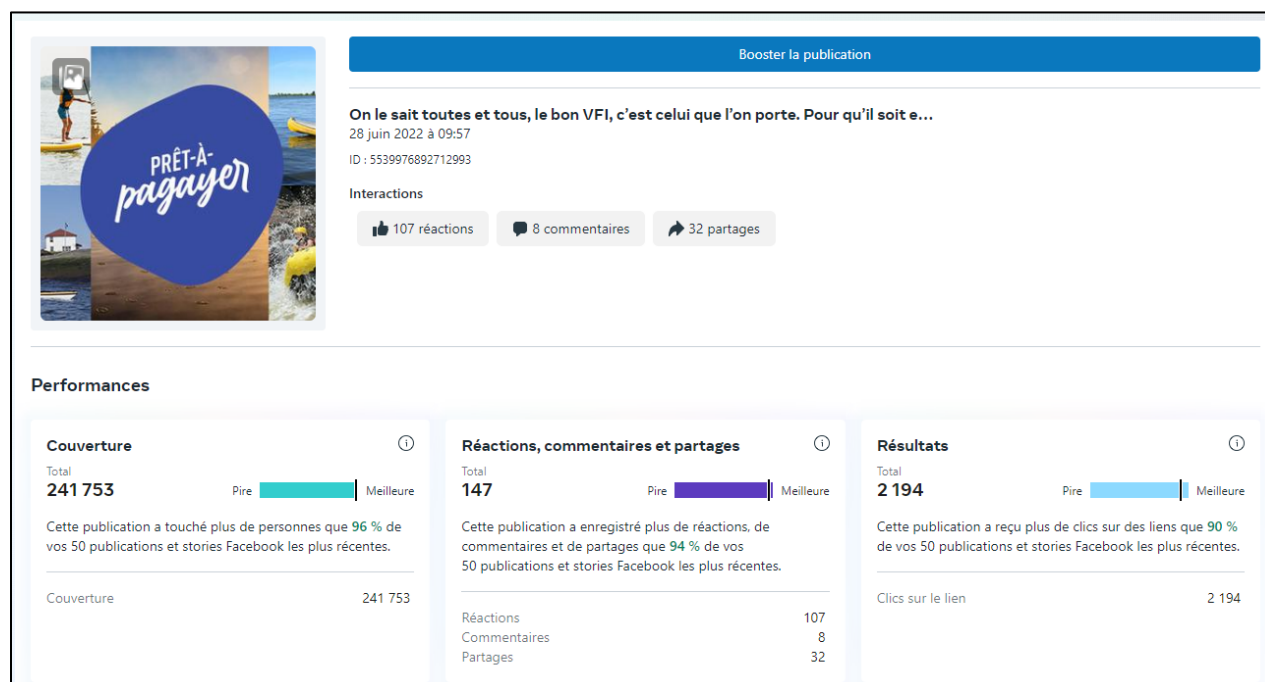 Booster la publication
PRÊT-À-
pagayer
On le sait toutes et tous, le bon VFI, c’est celui que l’on porte. Pour qu’il soit e...
28 juin 2022 à 09:57
ID : 5539976892712993
Interactions
107 réactions
8 commentaires
32 partages
Performances
Couverture
Total
241 753
Pire
Meilleure
Cette publication a touché plus de personnes que 96 % de
vos 50 publications et stories Facebook les plus récentes.
Couverture
241 753
Réactions, commentaires et partages
Total
147
Pire
Meilleure
Cette publication a enregistré plus de réactions, de
commentaires et de partages que 94 % de vos
50 publications et stories Facebook les plus récentes.
Réactions
107
Commentaires
8
Partages
32
Résultats
Total
2 194
Pire
Meilleure
Cette publication a reçu plus de clics sur des liens que 90 %
de vos 50 publications et stories Facebook les plus récentes.
Clics sur le lien
2 194